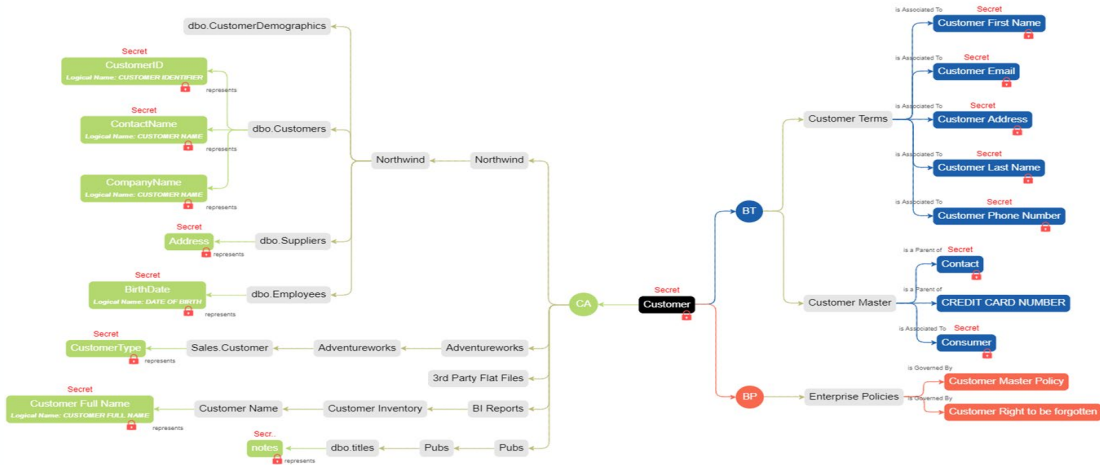 dbo.CustomerDemographics
Secret
CustomerID
Logical Name: CUSTOMER IDENTIFIER
represents
Secret
ContactName
Logical Name: CUSTOMER NAME
represents
dbo.Customers
CompanyName
Logical Name: CUSTOMER NAME
represents
Northwind
Northwind
Secret
Address
represents
dbo.Suppliers
Secret
BirthDate
Logical Name: DATE OF BIRTH
represents
dbo.Employees
CA
Secret
CustomerType
represents
Sales.Customer
Adventureworks
Adventureworks
3rd Party Flat Files
Secret
Customer Full Name
Logical Name: CUSTOMER FULL NAME
represents
Customer Name
Customer Inventory
BI Reports
Secr..
notes
represents
dbo.titles
Pubs
Pubs
Secret
Customer
BT
Customer Terms
is Associated To
Secret
Customer First Name
is Associated To
Secret
Customer Email
is Associated To
Secret
Customer Address
is Associated To
Secret
Customer Last Name
is Associated To
Secret
Customer Phone Number
Customer Master
is a Parent of
Secret
Contact
is a Parent of
CREDIT CARD NUMBER
is Associated To
Secret
Consumer
BP
Enterprise Policies
is Governed By
Customer Master Policy
is Governed By
Customer Right to be forgotten